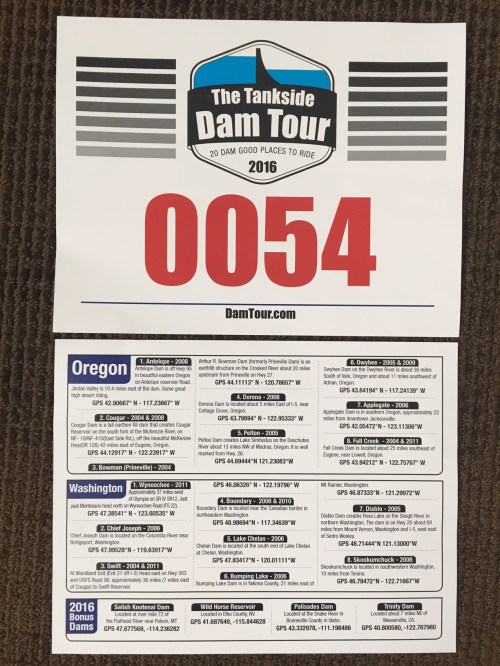 The Tankside
Dam Tour
20 DAM GOOD PLACES TO RIDE
2016
0054
DamTour.com
Oregon
1. Antelope - 2008
Antelope Dam is off Hwy 95
in beautiful eastern Oregon
on Antelope reservoir Road.
Jordan Valley is 10.4 miles east of the dam. Some great
high desert riding.
GPS 42.90667° N - 117.23667° W
2. Cougar - 2004 & 2008
Cougar Dam is a tall earthen fill dam that creates Cougar
Reservoir on the south fork of the McKenzie River, on
NF- 19/NF-410(East Side Rd.), off the beautiful McKenzie
Hwy(OR 126) 42 miles east of Eugene, Oregon.
GPS 44.12917° N - 122.23917° W
3. Bowman (Prineville) - 2004
Arthur R. Bowman Dam (formerly Prineville Dam) is an
earthfill structure on the Crooked River about 20 miles
upstream from Prineville on Hwy 27.
GPS 44.11113° N - 120.78657° W
4. Dorena - 2006
Dorena Dam is located about 5 miles East of I-5, near
Cottage Grove, Oregon.
GPS 43.78694° N - 122.95333° W
5. Pelton - 2005
Pelton Dam creates Lake Simtustus on the Deschutes
River about 10 miles NW of Madras, Oregon. It is well
marked from Hwy 26.
GPS 44.69444°N 121.23083°W
6. Owyhee - 2005 & 2009
Owyhee Dam on the Owyhee River is about 36 miles
South of Vale, Oregon and about 11 miles southwest of
Adrian, Oregon.
GPS 43.64194° N - 117.24139° W
7. Applegate - 2006
Applegate Dam is in southern Oregon, approximately 22
miles from downtown Jacksonville.
GPS 42.05472° N - 123.11306° W
8. Fall Creek - 2004 & 2011
Fall Creek Dam is located about 25 miles southeast of
Eugene, near Lowell, Oregon.
GPS 43.94212° N - 122.75767° W
Washington
1. Wynoochee - 2011
Approximately 37 miles west
of Olympia on SR 8/ SR12. Just
past Montesano head north on Wynoochee Road (FS 22).
GPS 47.38541° N - 123.60535° W
2. Chief Joseph - 2006
Chief Joseph Dam is located on the Columbia River near
Bridgeport, Washington.
GPS 47.99528° N - 119.63917° W
3. Swift - 2004 & 2011
At Woodland Exit (Exit 21 off I-5) Head east on Hwy 503
and USFS Road 90, approximately 36 miles (7 miles east
of Cougar) to Swift Reservoir.
GPS 46.06326° N - 122.19796° W
4. Boundary - 2006 & 2010
Boundary Dam is located near the Canadian border in
northeastern Washington.
GPS 48.98694° N - 117.34639° W
5. Lake Chelan - 2006
Chelan Dam is located at the south end of Lake Chelan
at Chelan, Washington.
GPS 47.83417° N - 120.01111° W
6. Bumping Lake - 2006
Bumping Lake Dam is in Yakima County, 21 miles east of
Mt Rainier, Washington.
GPS 46.87333° N - 121.29972° W
7. Diablo - 2005
Diablo Dam creates Ross Lake on the Skagit River in
northern Washington. The dam is on Hwy 20 about 69
miles from Mount Vernon, Washington and I-5, east east
of Sedro Wooley.
GPS 48.71444°N 121.13000°W
8. Skookumchuck - 2006
Skookumchuck is located in southwestern Washington,
10 miles from Tenino.
GPS 46.78472° N - 122.71667° W
2016
Bonus
Dams
Salish Kootenai Dam
Located at river mile 72 of
the Flathead River near Polson, MT.
GPS 47.677568, -114.236282
Wild Horse Reservoir
Located in Elko County, NV.
GPS 41.687649, -115.844628
Palisades Dam
Located at the Snake River in
Bonneville County in Idaho.
GPS 43.332978, -111.198486
Trinity Dam
Located about 7 miles NE of
Weaverville, CA.
GPS 40.800580, -122.767980